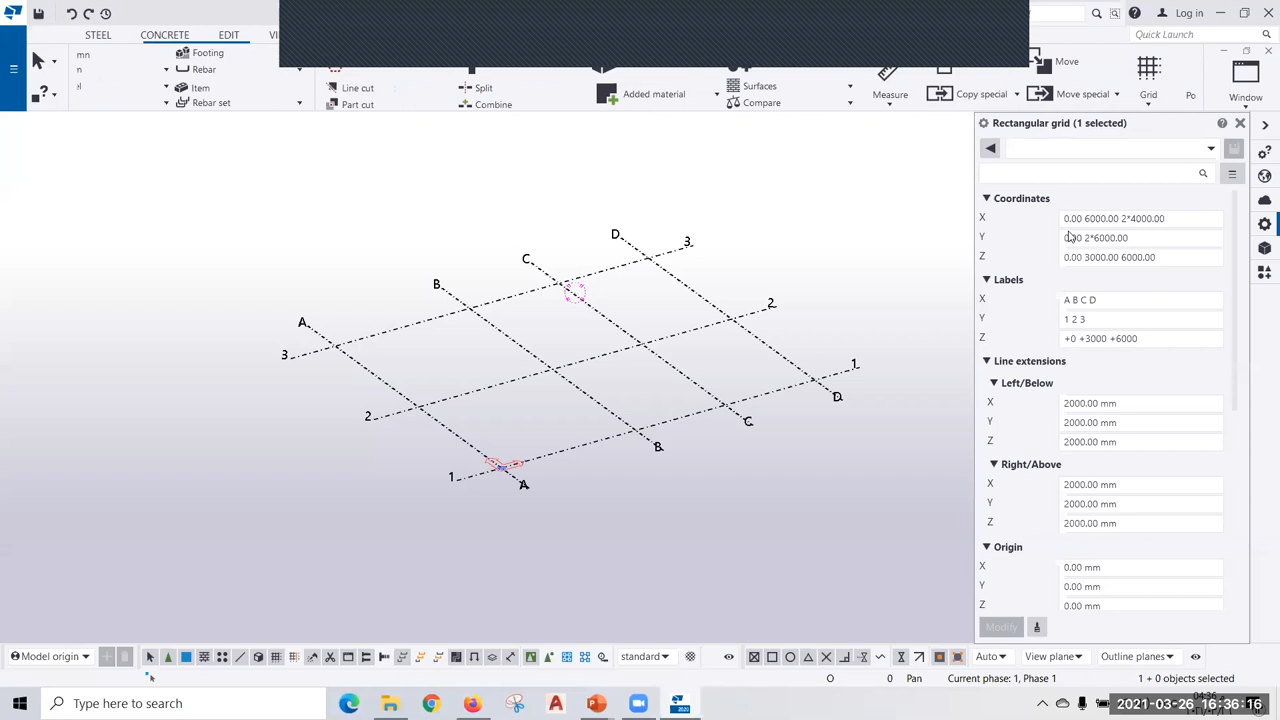 Log in
STEEL
CONCRETE
EDIT
Quick Launch
mn
Footing
n
Rebar
Item
Rebar set
Line cut
Part cut
Split
Combine
Added material
Surfaces
Compare
Measure
Move
Copy special
Move special
Grid
Po
Window
Rectangular grid (1 selected)
Coordinates
X 0.00 6000.00 2*4000.00
Y 0.00 2*6000.00
Z 0.00 3000.00 6000.00
Labels
X A B C D
Y 1 2 3
Z +0 +3000 +6000
Line extensions
Left/Below
X 2000.00 mm
Y 2000.00 mm
Z 2000.00 mm
Right/Above
X 2000.00 mm
Y 2000.00 mm
Z 2000.00 mm
Origin
X 0.00 mm
Y 0.00 mm
Z 0.00 mm
Modify
D
3
C
B
2
A
3
1
2
D
C
B
1
A
Model origin
standard
Auto
View plane
Outline planes
O 0 Pan Current phase: 1, Phase 1 1 + 0 objects selected
Type here to search
2020
2021-03-26 16:36:16